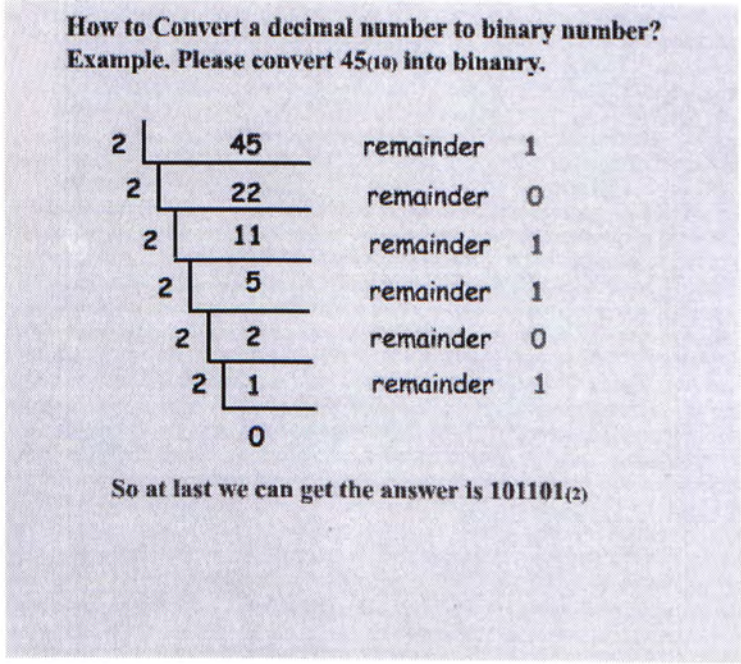 How to Convert a decimal number to binary number?
Example. Please convert 45(10) into binanry.
2 45 remainder 1
2 22 remainder 0
2 11 remainder 1
2 5 remainder 1
2 2 remainder 0
2 1 remainder 1
0
So at last we can get the answer is 101101(2)